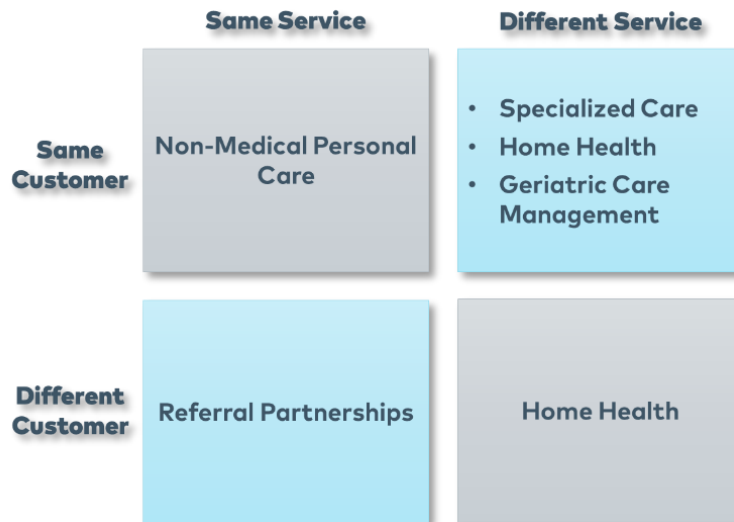 Same Service
Different Service
Same
Customer
Non-Medical Personal
Care
• Specialized Care
• Home Health
• Geriatric Care
Management
Different
Customer
Referral Partnerships
Home Health